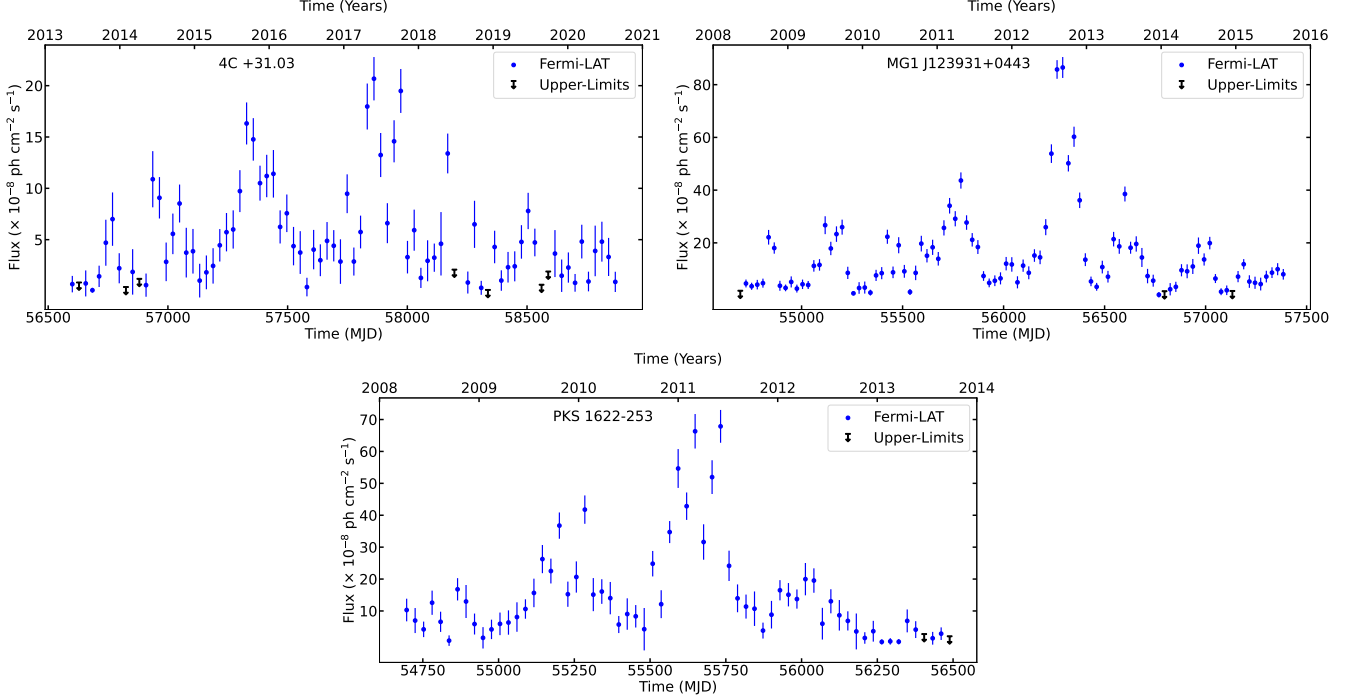 Time (Years)
2013 2014 2015 2016 2017 2018 2019 2020 2021
4C +31.03
Fermi-LAT
Upper-Limits
20
15
10
5
Flux (× 10⁻⁸ ph cm⁻² s⁻¹)
56500 57000 57500 58000 58500
Time (MJD)
Time (Years)
2008 2009 2010 2011 2012 2013 2014 2015 2016
MG1 J123931+0443
Fermi-LAT
Upper-Limits
80
60
40
20
Flux (× 10⁻⁸ ph cm⁻² s⁻¹)
55000 55500 56000 56500 57000 57500
Time (MJD)
Time (Years)
2008 2009 2010 2011 2012 2013 2014
PKS 1622-253
Fermi-LAT
Upper-Limits
70
60
50
40
30
20
10
Flux (× 10⁻⁸ ph cm⁻² s⁻¹)
54750 55000 55250 55500 55750 56000 56250 56500
Time (MJD)